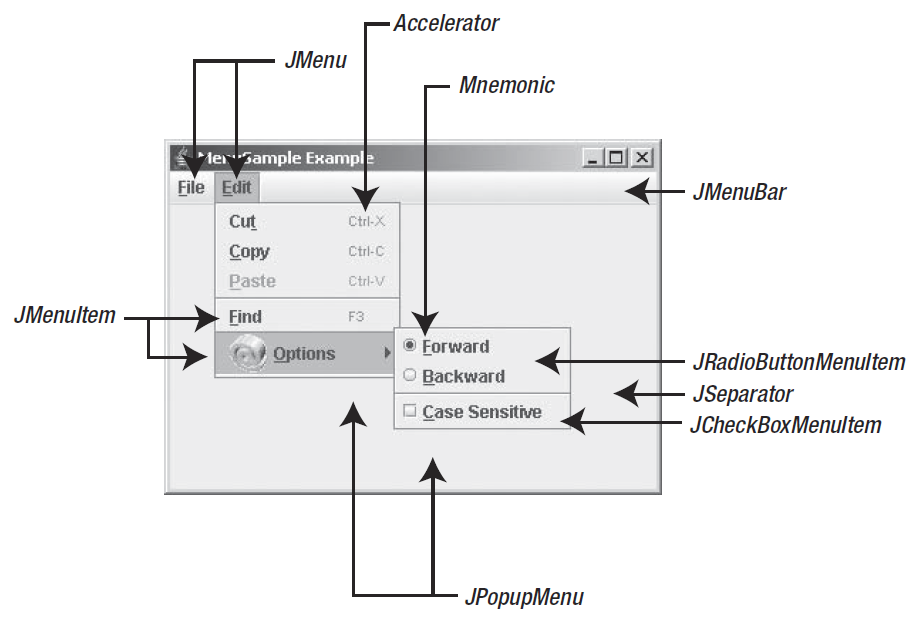 Accelerator
JMenu
Mnemonic
MenuSample Example
File Edit
JMenuBar
Cut Ctrl-X
Copy Ctrl-C
Paste Ctrl-V
JMenuItem
Find F3
Options
Forward
Backward
Case Sensitive
JRadioButtonMenuItem
JSeparator
JCheckBoxMenuItem
JPopupMenu